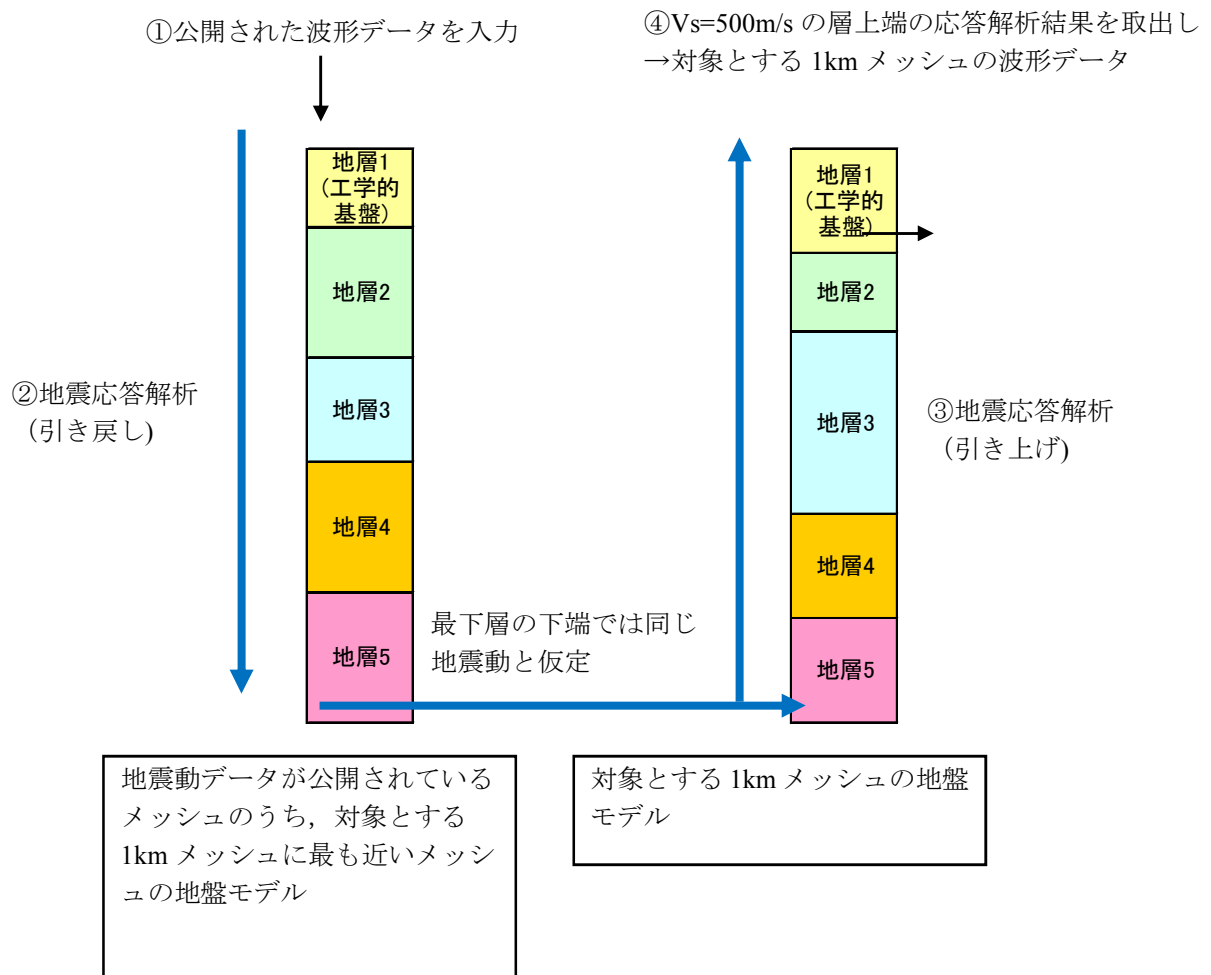 ①公開された波形データを入力
④Vs=500m/s の層上端の応答解析結果を取出し
→対象とする 1km メッシュの波形データ
地層1
(工学的
基盤)
地層2
地層3
地層4
地層5
②地震応答解析
（引き戻し)
最下層の下端では同じ
地震動と仮定
地層1
(工学的
基盤)
地層2
地層3
地層4
地層5
③地震応答解析
（引き上げ)
地震動データが公開されている
メッシュのうち，対象とする
1km メッシュに最も近いメッシ
ュの地盤モデル
対象とする 1km メッシュの地盤
モデル